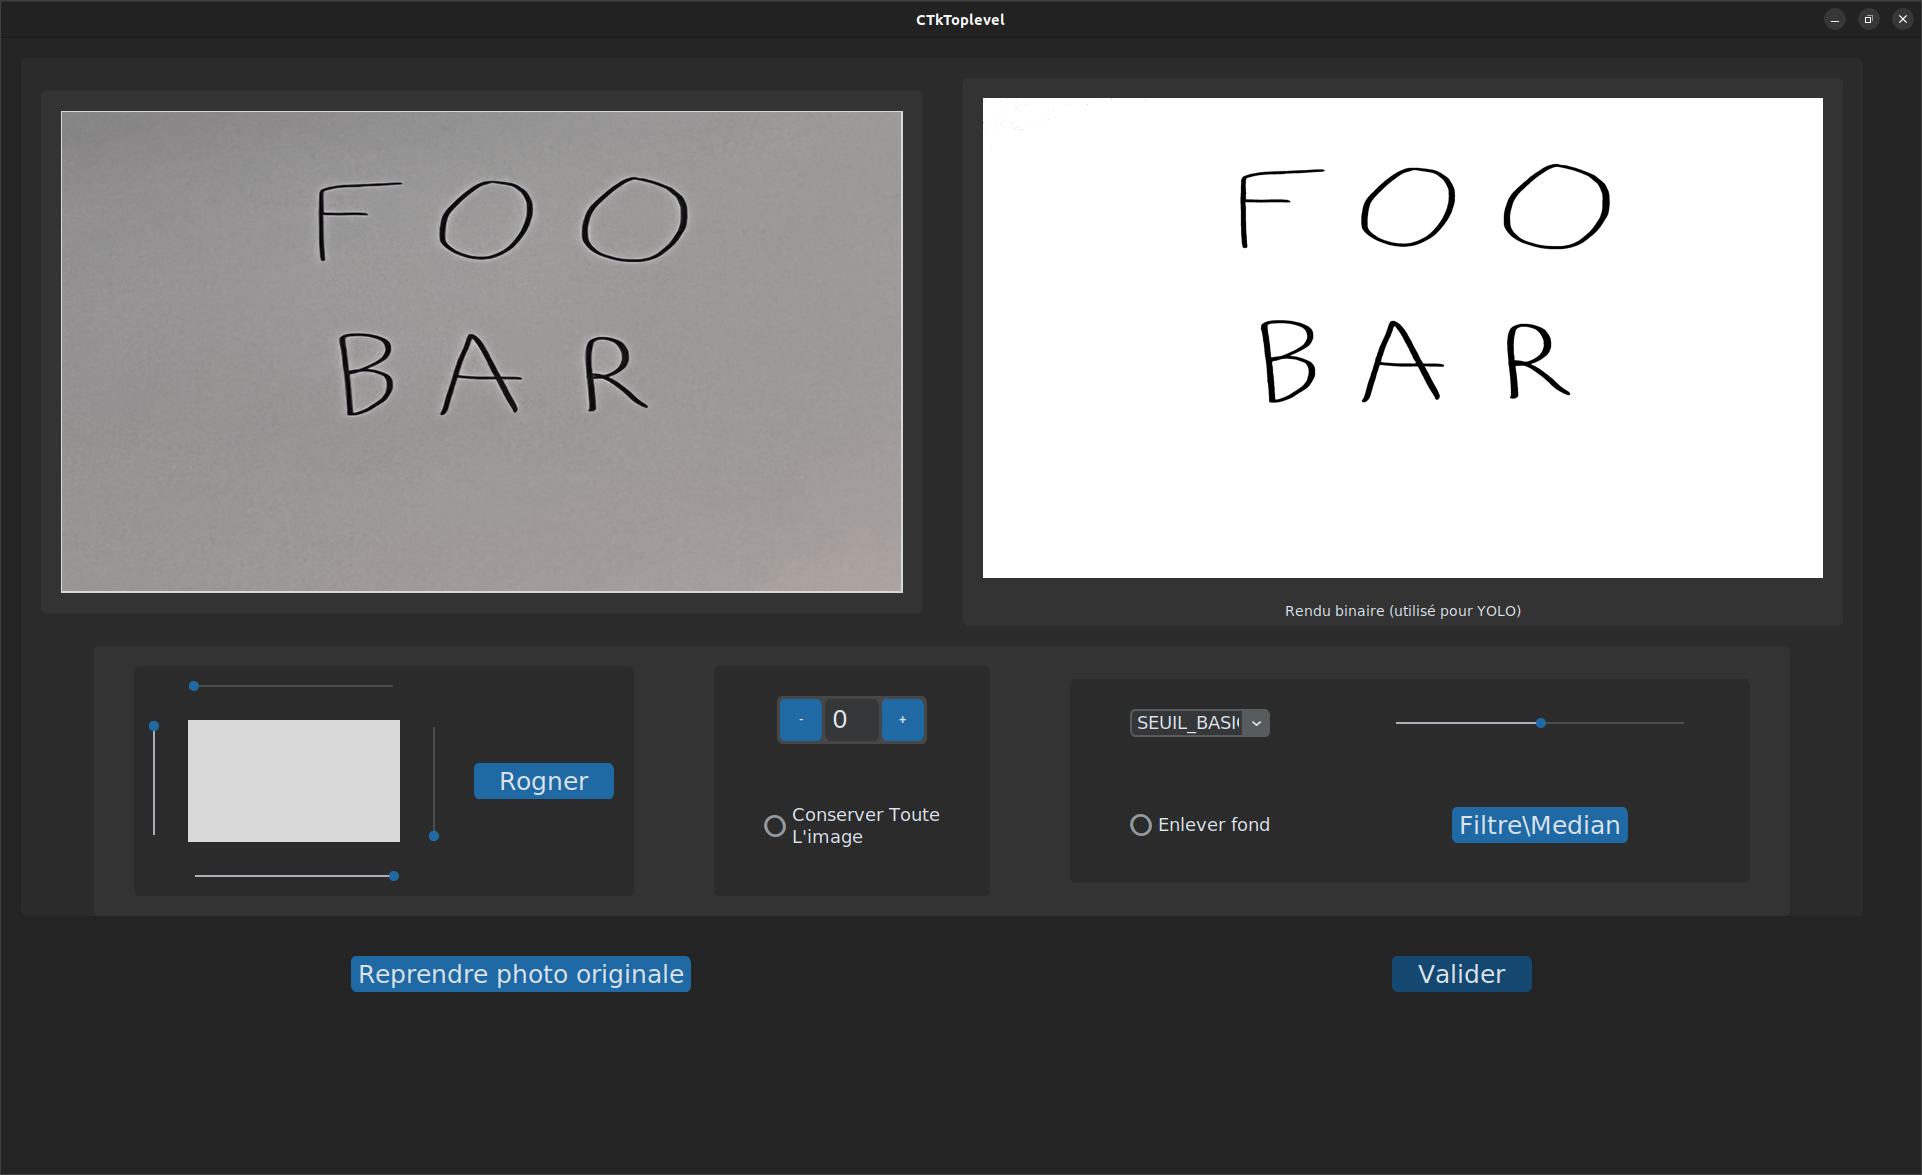 CTkToplevel
FOO
BAR
FOO
BAR
Rendu binaire (utilisé pour YOLO)
- 0 +
Rogner
SEUIL_BASI
Conserver Toute
L'image
Enlever fond
Filtre\Median
Reprendre photo originale
Valider